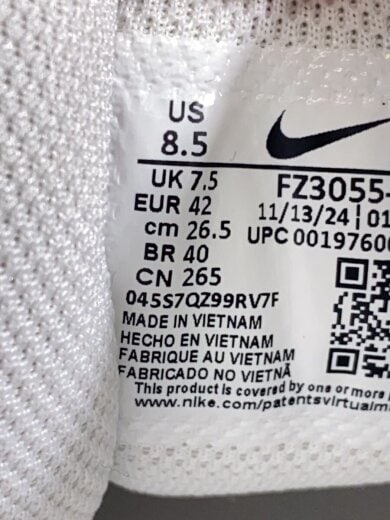 US
8.5
UK 7.5
EUR 42
cm 26.5
BR 40
CN 265
045S7QZ99RV7F
MADE IN VIETNAM
HECHO EN VIETNAM
FABRIQUE AU VIETNAM
FABRICADO NO VIETNÃ
This product is covered by one or more
www.nike.com/patentsvirtualm
FZ3055-
11/13/24 | 01
UPC 0019760